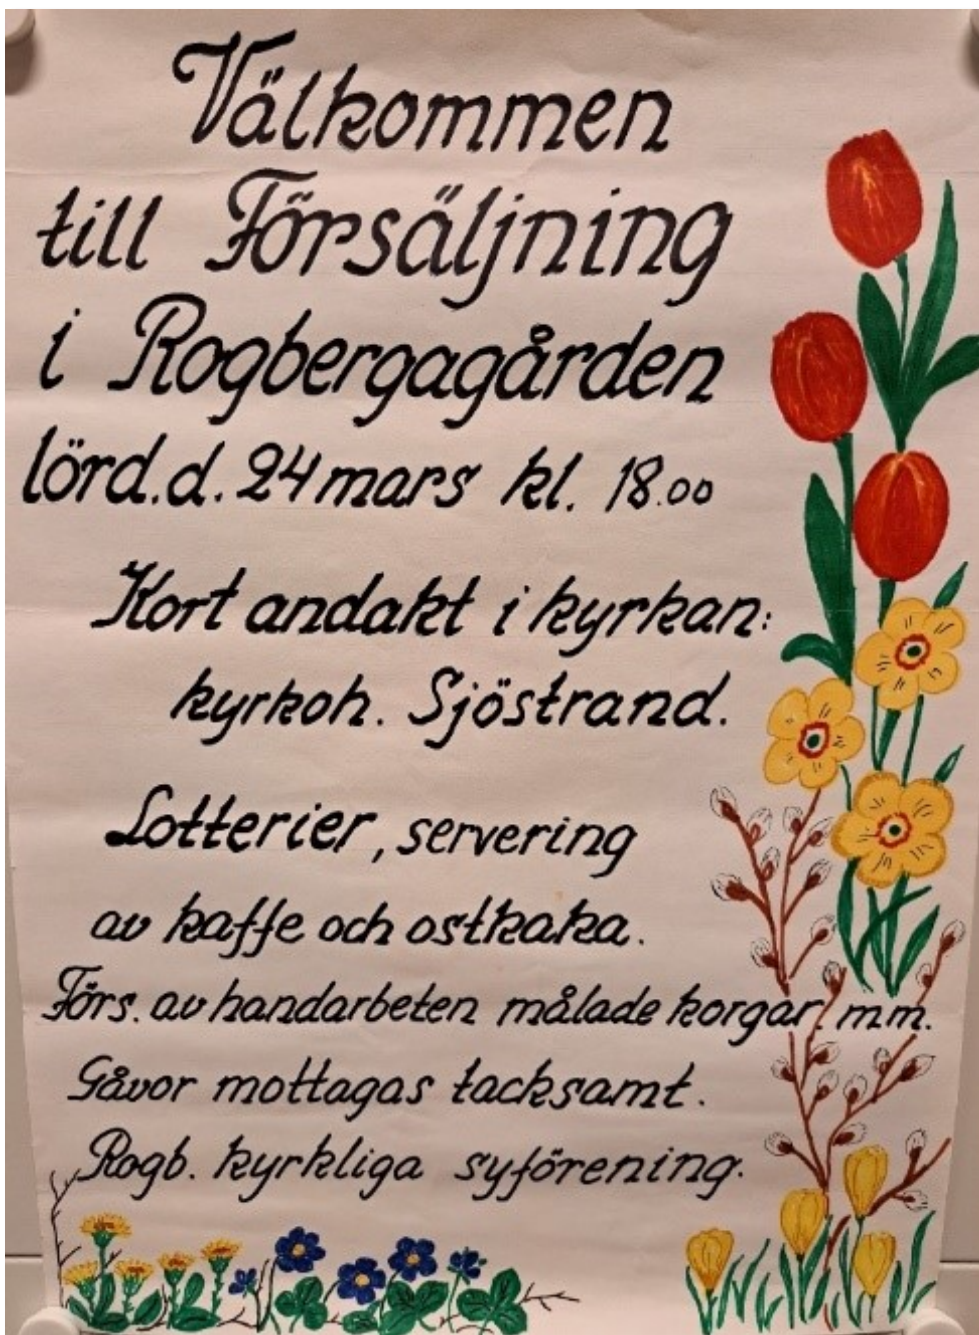 Välkommen
till Försäljning
i Rogbergagården
lörd. d. 24 mars kl. 18.00
Kort andakt i kyrkan:
kyrkoh. Sjöstrand.
Lotterier, servering
av kaffe och ostkaka.
Förs. av handarbeten målade korgar. m.m.
Gåvor mottagas tacksamt.
Rogb. kyrkliga syförening.